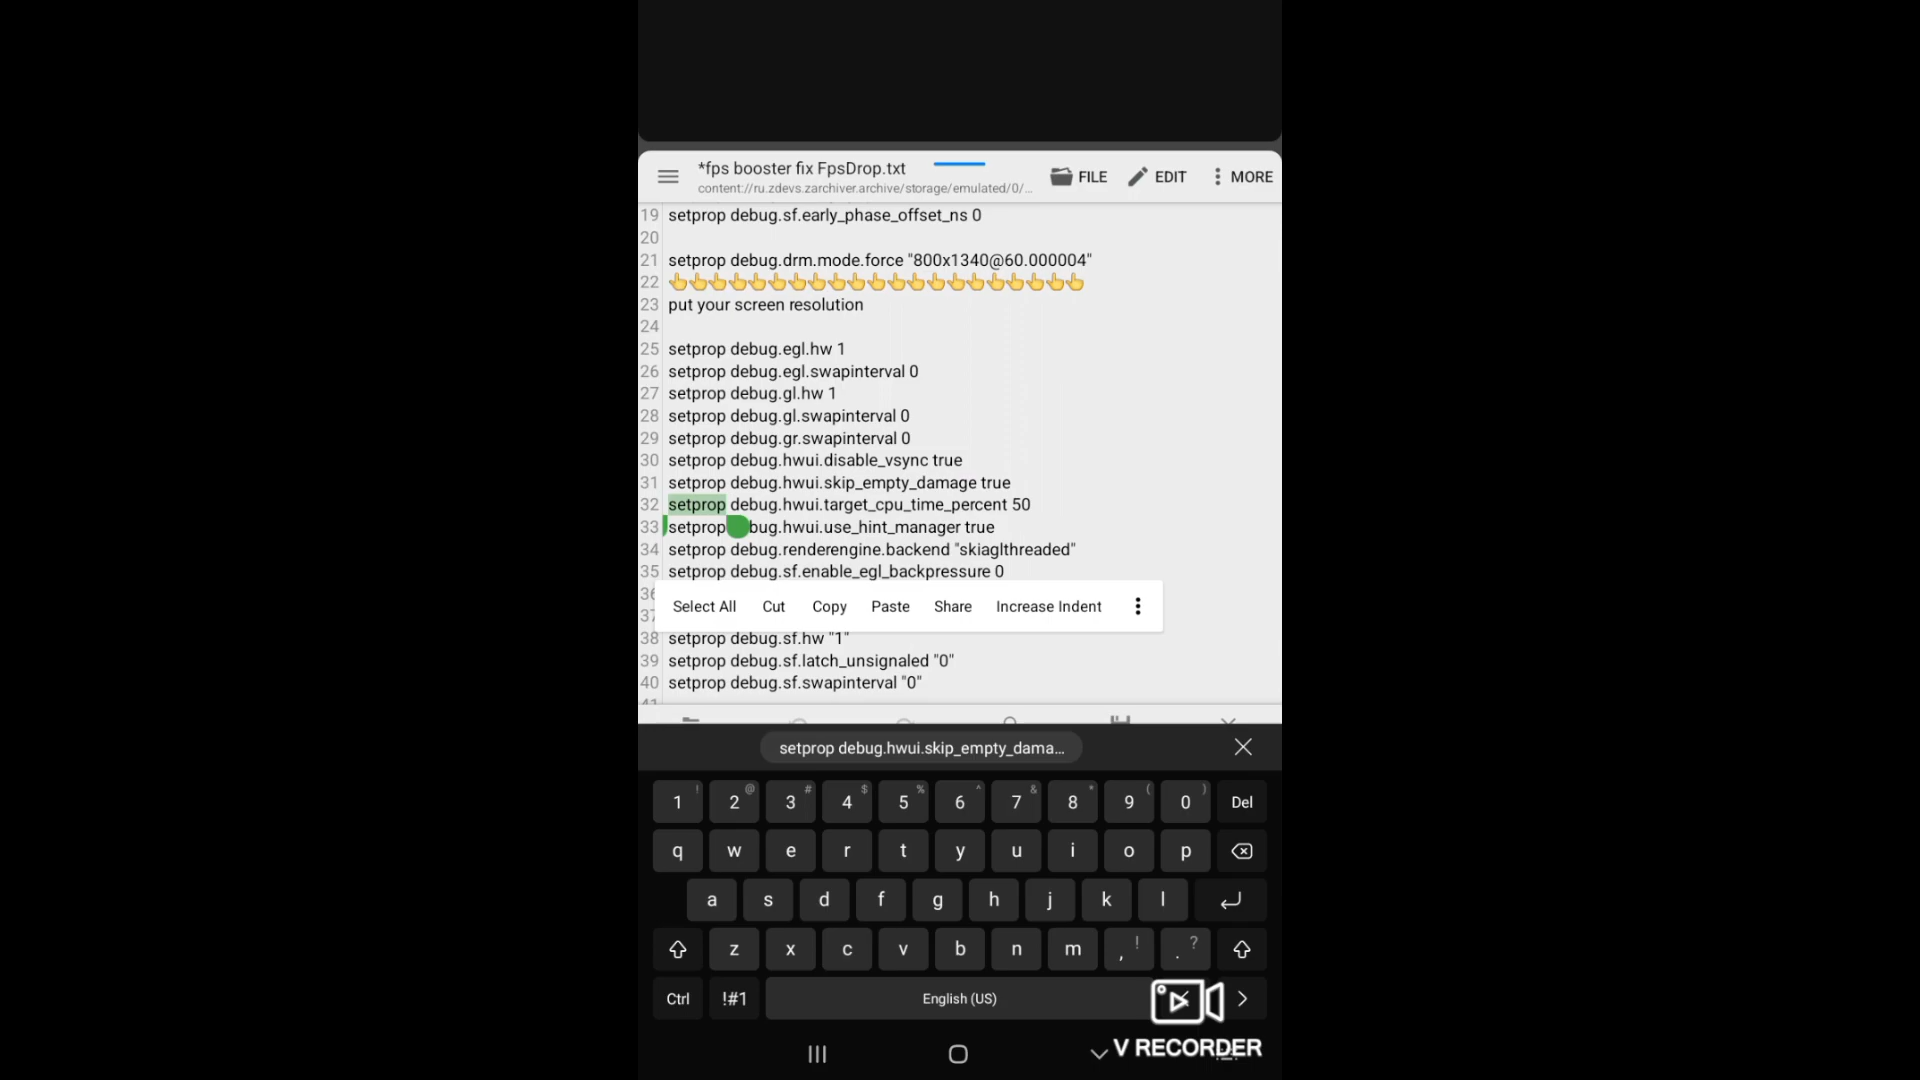 *fps booster fix FpsDrop.txt
content://ru.zdevs.zarchiver.archive/storage/emulated/0/...
FILE
EDIT
MORE
19 setprop debug.sf.early_phase_offset_ns 0
20
21 setprop debug.drm.mode.force "800x1340@60.000004"
22 👆👆👆👆👆👆👆👆👆👆👆👆👆👆👆👆👆👆👆👆👆
23 put your screen resolution
24
25 setprop debug.egl.hw 1
26 setprop debug.egl.swapinterval 0
27 setprop debug.gl.hw 1
28 setprop debug.gl.swapinterval 0
29 setprop debug.gr.swapinterval 0
30 setprop debug.hwui.disable_vsync true
31 setprop debug.hwui.skip_empty_damage true
32 setprop debug.hwui.target_cpu_time_percent 50
33 setprop bug.hwui.use_hint_manager true
34 setprop debug.renderengine.backend "skiaglthreaded"
35 setprop debug.sf.enable_egl_backpressure 0
Select All Cut Copy Paste Share Increase Indent
38 setprop debug.sf.hw "1"
39 setprop debug.sf.latch_unsignaled "0"
40 setprop debug.sf.swapinterval "0"
setprop debug.hwui.skip_empty_dama...
! @ # $ % ^ & * ( )
1 2 3 4 5 6 7 8 9 0 Del
q w e r t y u i o p
a s d f g h j k l
z x c v b n m , ! . ?
Ctrl !#1 English (US)
V RECORDER